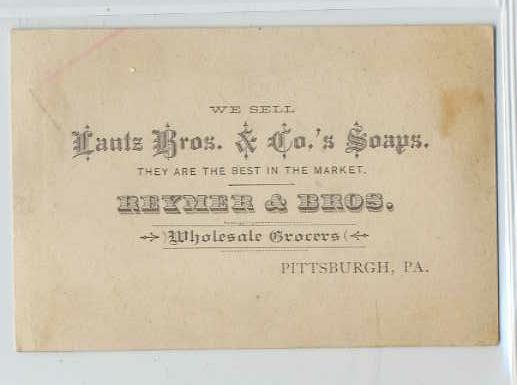 WE SELL
Lautz Bros. & Co.'s Soaps.
THEY ARE THE BEST IN THE MARKET.
REYMER & BROS.
Wholesale Grocers
PITTSBURGH, PA.